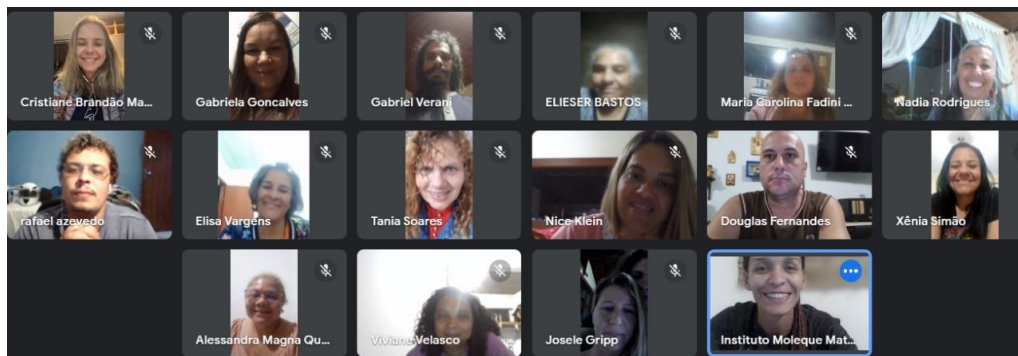 Cristiane Brandão Ma...
Gabriela Goncalves
Gabriel Verani
ELIESER BASTOS
Maria Carolina Fadini ...
Nadia Rodrigues
rafael azevedo
Elisa Vargens
Tania Soares
Nice Klein
Douglas Fernandes
Xênia Simão
Alessandra Magna Qu...
Viviane Velasco
Josele Gripp
Instituto Moleque Mat...